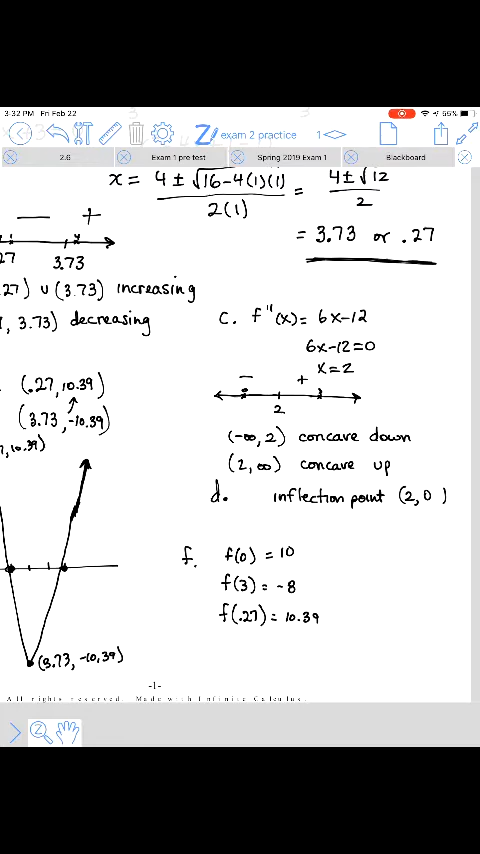 3:32 PM Fri Feb 22
66%
exam 2 practice
1
2.6
Exam 1 pre test
Spring 2019 Exam 1
Blackboard
x = 4 ± √16-4(1)(1) / 2(1) = 4 ± √12 / 2
= 3.73 or .27
− +
27 3.73
.27) ∪ (3.73) increasing
, 3.73) decreasing
(.27, 10.39)
(3.73, -10.39)
, 10.39)
(3.73, -10.39)
c. f''(x) = 6x-12
6x-12=0
x=2
− +
2
(-∞, 2) concave down
(2, ∞) concave up
d. inflection point (2, 0)
f. f(0) = 10
f(3) = -8
f(.27) = 10.39
-1-
All rights reserved. Made with Infinite Calculus.